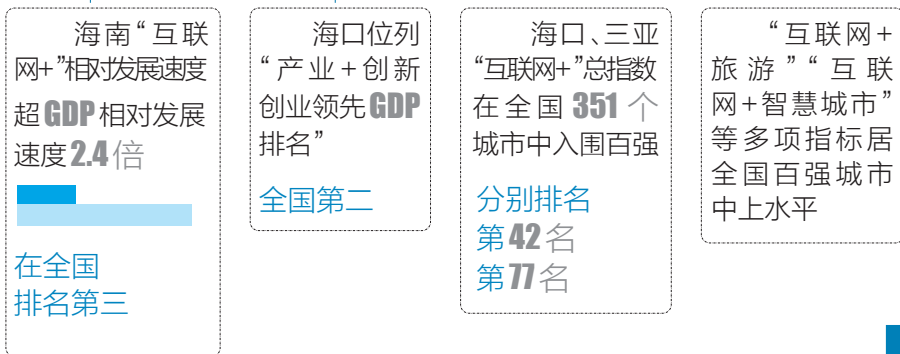 海南“互联
网+”相对发展速度
超GDP相对发展
速度2.4倍
在全国
排名第三
海口位列
“产业+创新
创业领先GDP
排名”
全国第二
海口、三亚
“互联网+”总指数
在全国351个
城市中入围百强
分别排名
第42名
第77名
“互联网+
旅游”“互联
网+智慧城市”
等多项指标居
全国百强城市
中上水平